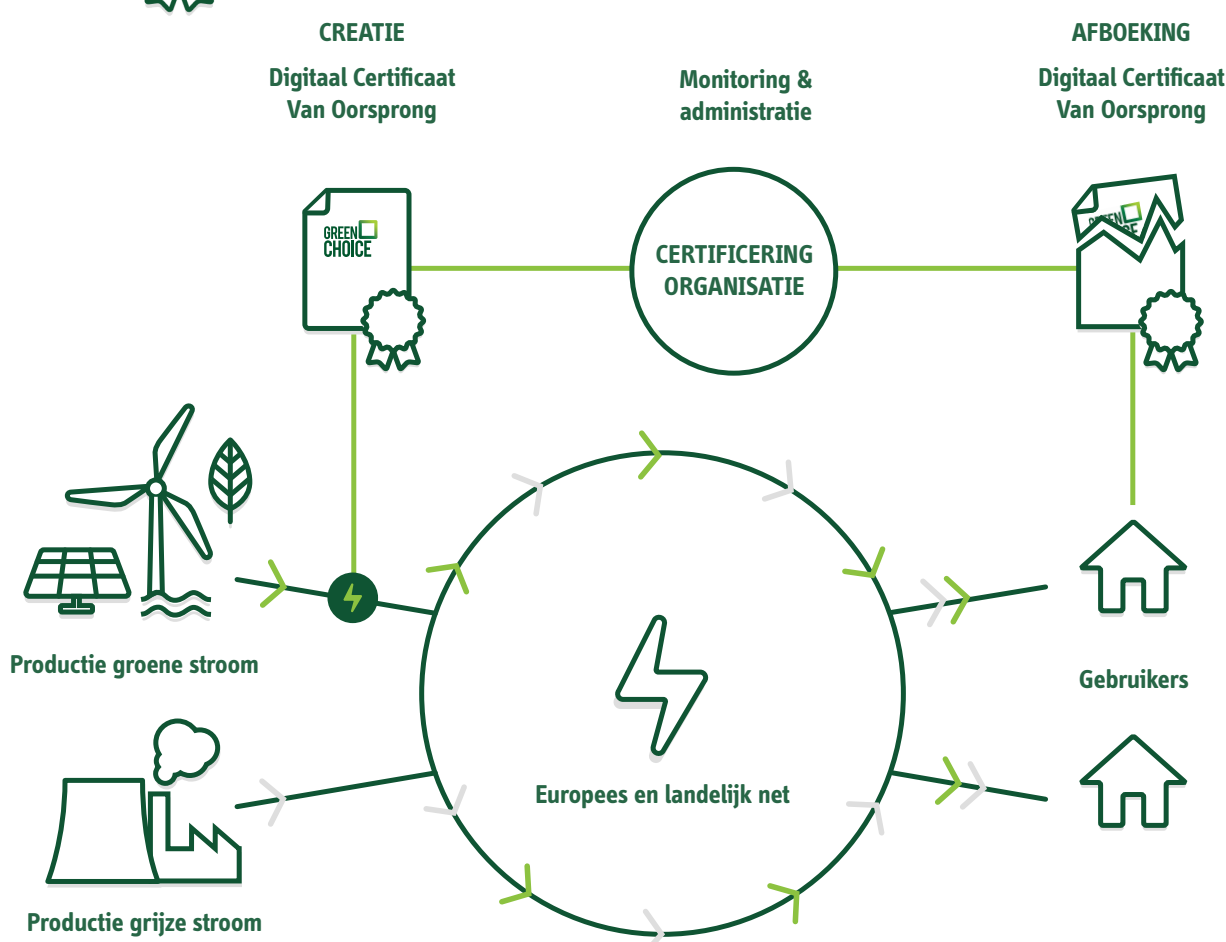 CREATIE
Digitaal Certificaat
Van Oorsprong
Monitoring &
administratie
AFBOEKING
Digitaal Certificaat
Van Oorsprong
GREEN
CHOICE
CERTIFICERING
ORGANISATIE
Productie groene stroom
Gebruikers
Europees en landelijk net
Productie grijze stroom